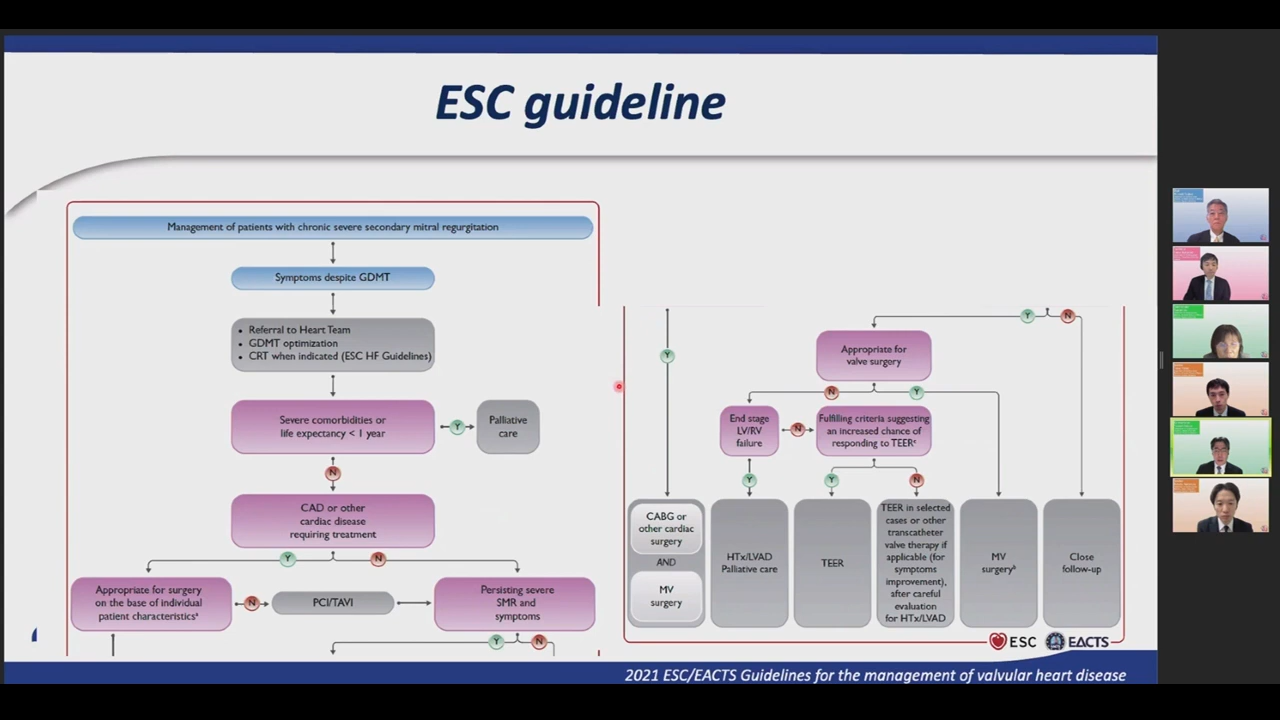 ESC guideline
Management of patients with chronic severe secondary mitral regurgitation
Symptoms despite GDMT
• Referral to Heart Team
• GDMT optimization
• CRT when indicated (ESC HF Guidelines)
Severe comorbidities or
life expectancy < 1 year
Y
Palliative
care
N
CAD or other
cardiac disease
requiring treatment
Y
N
Appropriate for surgery
on the base of individual
patient characteristicsᵃ
N
PCI/TAVI
Persisting severe
SMR and
symptoms
Y
N
Y
N
Y
Appropriate for
valve surgery
N
Y
End stage
LV/RV
failure
N
Fulfilling criteria suggesting
an increased chance of
responding to TEERᶜ
Y
Y
N
CABG or
other cardiac
surgery
AND
MV
surgery
HTx/LVAD
Palliative care
TEER
TEER in selected
cases or other
transcatheter
valve therapy if
applicable (for
symptoms
improvement),
after careful
evaluation
for HTx/LVAD
MV
surgeryᵇ
Close
follow-up
ESC
EACTS
2021 ESC/EACTS Guidelines for the management of valvular heart disease